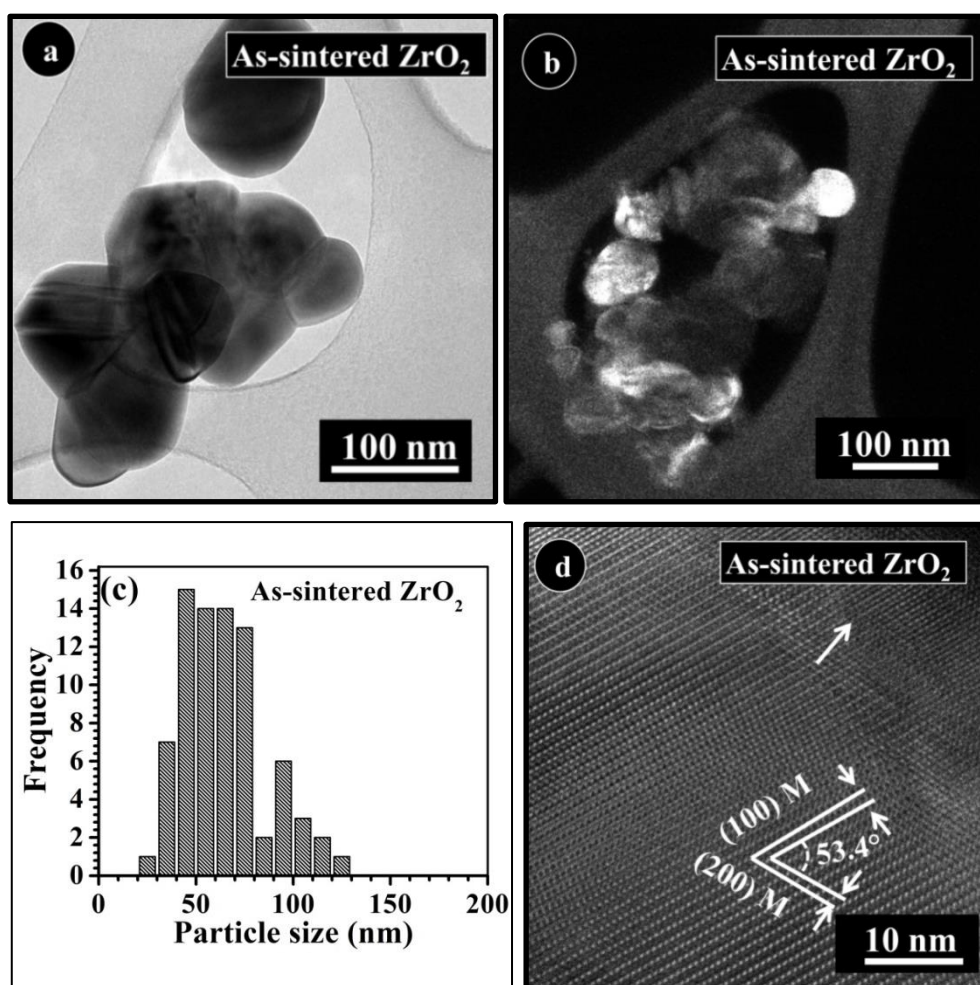 a
As-sintered ZrO₂
100 nm
b
As-sintered ZrO₂
100 nm
(c)
As-sintered ZrO₂
Frequency
16
14
12
10
8
6
4
2
0
0 50 100 150 200
Particle size (nm)
d
As-sintered ZrO₂
(100) M
(200) M
53.4°
10 nm